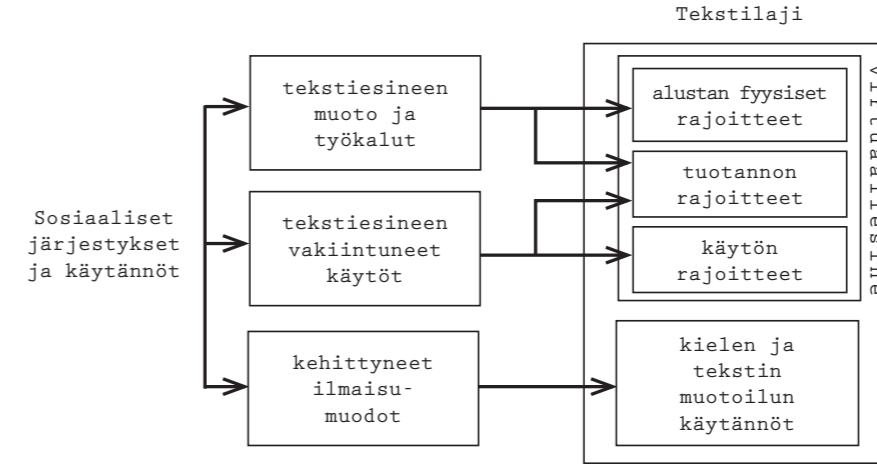 Tekstilaji
tekstiesineen
muoto ja
työkalut
alustan fyysiset
rajoitteet
tuotannon
rajoitteet
Sosiaaliset
järjestykset
ja käytännöt
tekstiesineen
vakiintuneet
käytöt
käytön
rajoitteet
virtuaaliesine
kehittyneet
ilmaisu-
muodot
kielen ja
tekstin
muotoilun
käytännöt